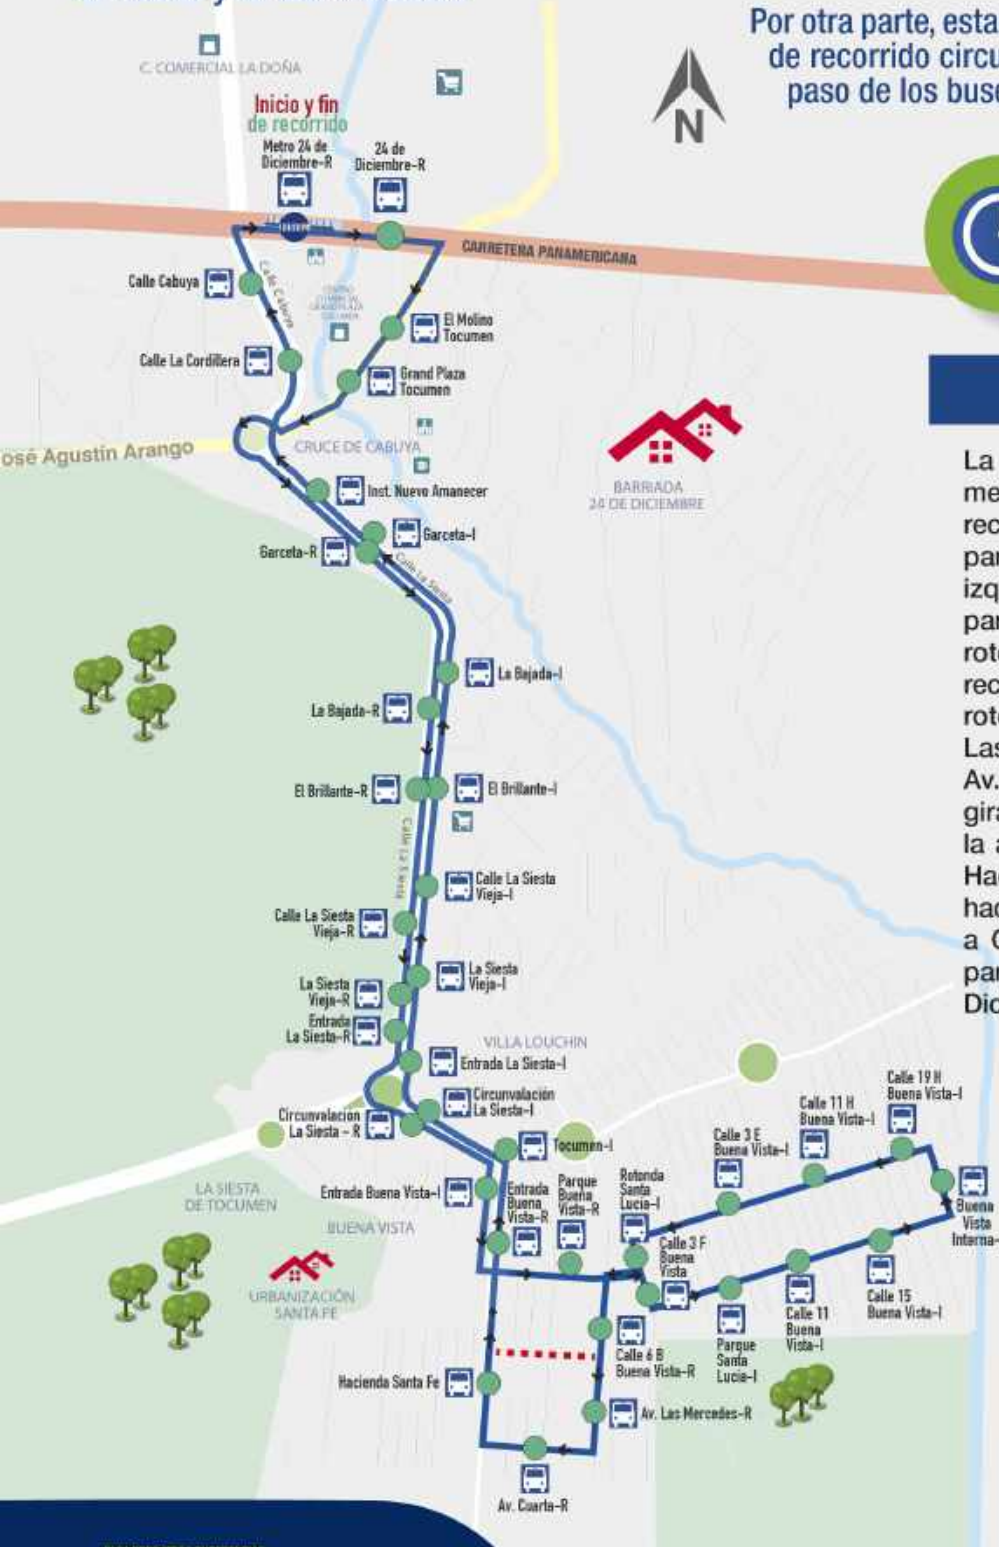 Por otra parte, esta
de recorrido circu
paso de los buse
C. COMERCIAL LA DOÑA
Inicio y fin
de recorrido
Metro 24 de
Diciembre-R
24 de
Diciembre-R
N
CARRETERA PANAMERICANA
Calle Cabuya
Calle Cabuya
El Molino
Tocumen
Calle La Cordillera
Grand Plaza
Tocumen
osé Agustín Arango
CRUCE DE CABUYA
BARRIADA
24 DE DICIEMBRE
Inst. Nuevo Amanecer
Garceta-I
Garceta-R
Calle La Siesta
La Bajada-I
La Bajada-R
El Brillante-R
El Brillante-I
Calle La Siesta
Calle La Siesta
Vieja-I
Calle La Siesta
Vieja-R
La Siesta
Vieja-I
La Siesta
Vieja-R
Entrada
La Siesta-R
VILLA LOUCHIN
Entrada La Siesta-I
Circunvalación
La Siesta-I
Circunvalación
La Siesta - R
Tocumen-I
Calle 19 H
Buena Vista-I
Calle 11 H
Buena Vista-I
Calle 3 E
Buena Vista-I
LA SIESTA
DE TOCUMEN
Entrada Buena Vista-I
Entrada
Buena
Vista-R
Parque
Buena
Vista-R
Rotonda
Santa
Lucia-I
Buena
Vista
Interna-
BUENA VISTA
Calle 3 F
Buena
Vista
URBANIZACIÓN
SANTA FE
Calle 15
Buena Vista-I
Calle 11
Buena
Vista-I
Parque
Santa
Lucia-I
Calle 6 B
Buena Vista-R
Hacienda Santa Fe
Av. Las Mercedes-R
Av. Cuarta-R
La
me
rec
par
izq
par
roto
rec
roto
Las
Av.
gira
la a
Hac
hac
a C
par
Dic